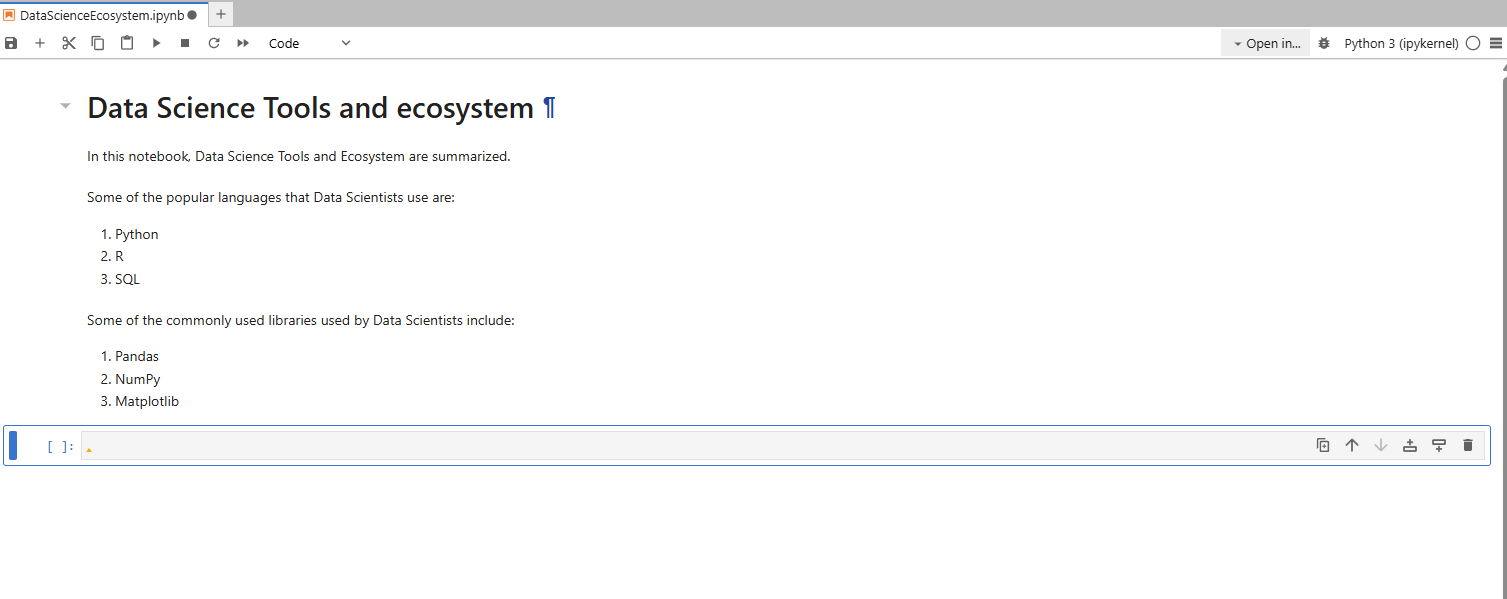 DataScienceEcosystem.ipynb
Code
Open in...
Python 3 (ipykernel)
Data Science Tools and ecosystem ¶
In this notebook, Data Science Tools and Ecosystem are summarized.
Some of the popular languages that Data Scientists use are:
1. Python
2. R
3. SQL
Some of the commonly used libraries used by Data Scientists include:
1. Pandas
2. NumPy
3. Matplotlib
[ ]: